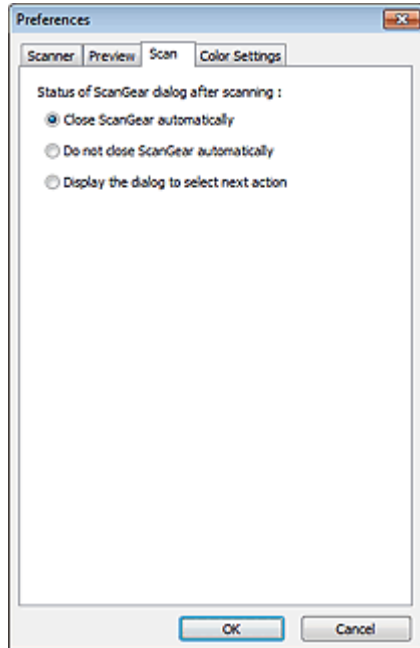 Preferences
Scanner Preview Scan Color Settings
Status of ScanGear dialog after scanning :
Close ScanGear automatically
Do not close ScanGear automatically
Display the dialog to select next action
OK Cancel